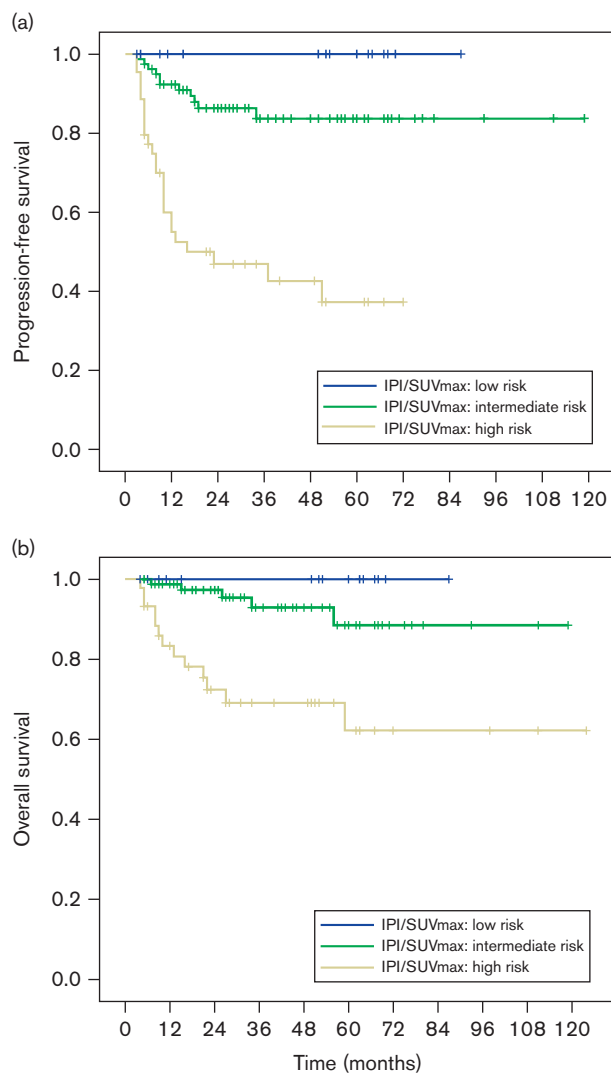 (a)
1.0
0.8
0.6
0.4
0.2
0.0
Progression-free survival
IPI/SUVmax: low risk
IPI/SUVmax: intermediate risk
IPI/SUVmax: high risk
0 12 24 36 48 60 72 84 96 108 120
(b)
1.0
0.8
0.6
0.4
0.2
0.0
Overall survival
IPI/SUVmax: low risk
IPI/SUVmax: intermediate risk
IPI/SUVmax: high risk
0 12 24 36 48 60 72 84 96 108 120
Time (months)